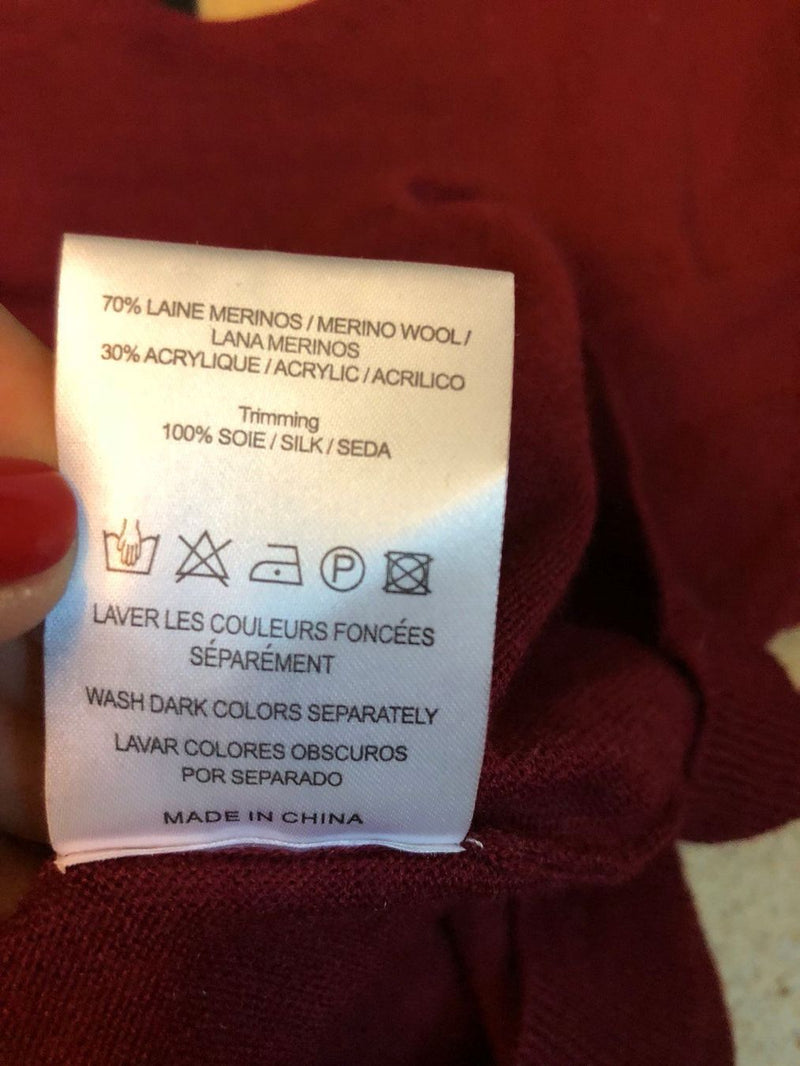 70% LAINE MERINOS / MERINO WOOL /
LANA MERINOS
30% ACRYLIQUE / ACRYLIC / ACRILICO
Trimming
100% SOIE / SILK / SEDA
P
LAVER LES COULEURS FONCÉES
SÉPARÉMENT
WASH DARK COLORS SEPARATELY
LAVAR COLORES OBSCUROS
POR SEPARADO
MADE IN CHINA